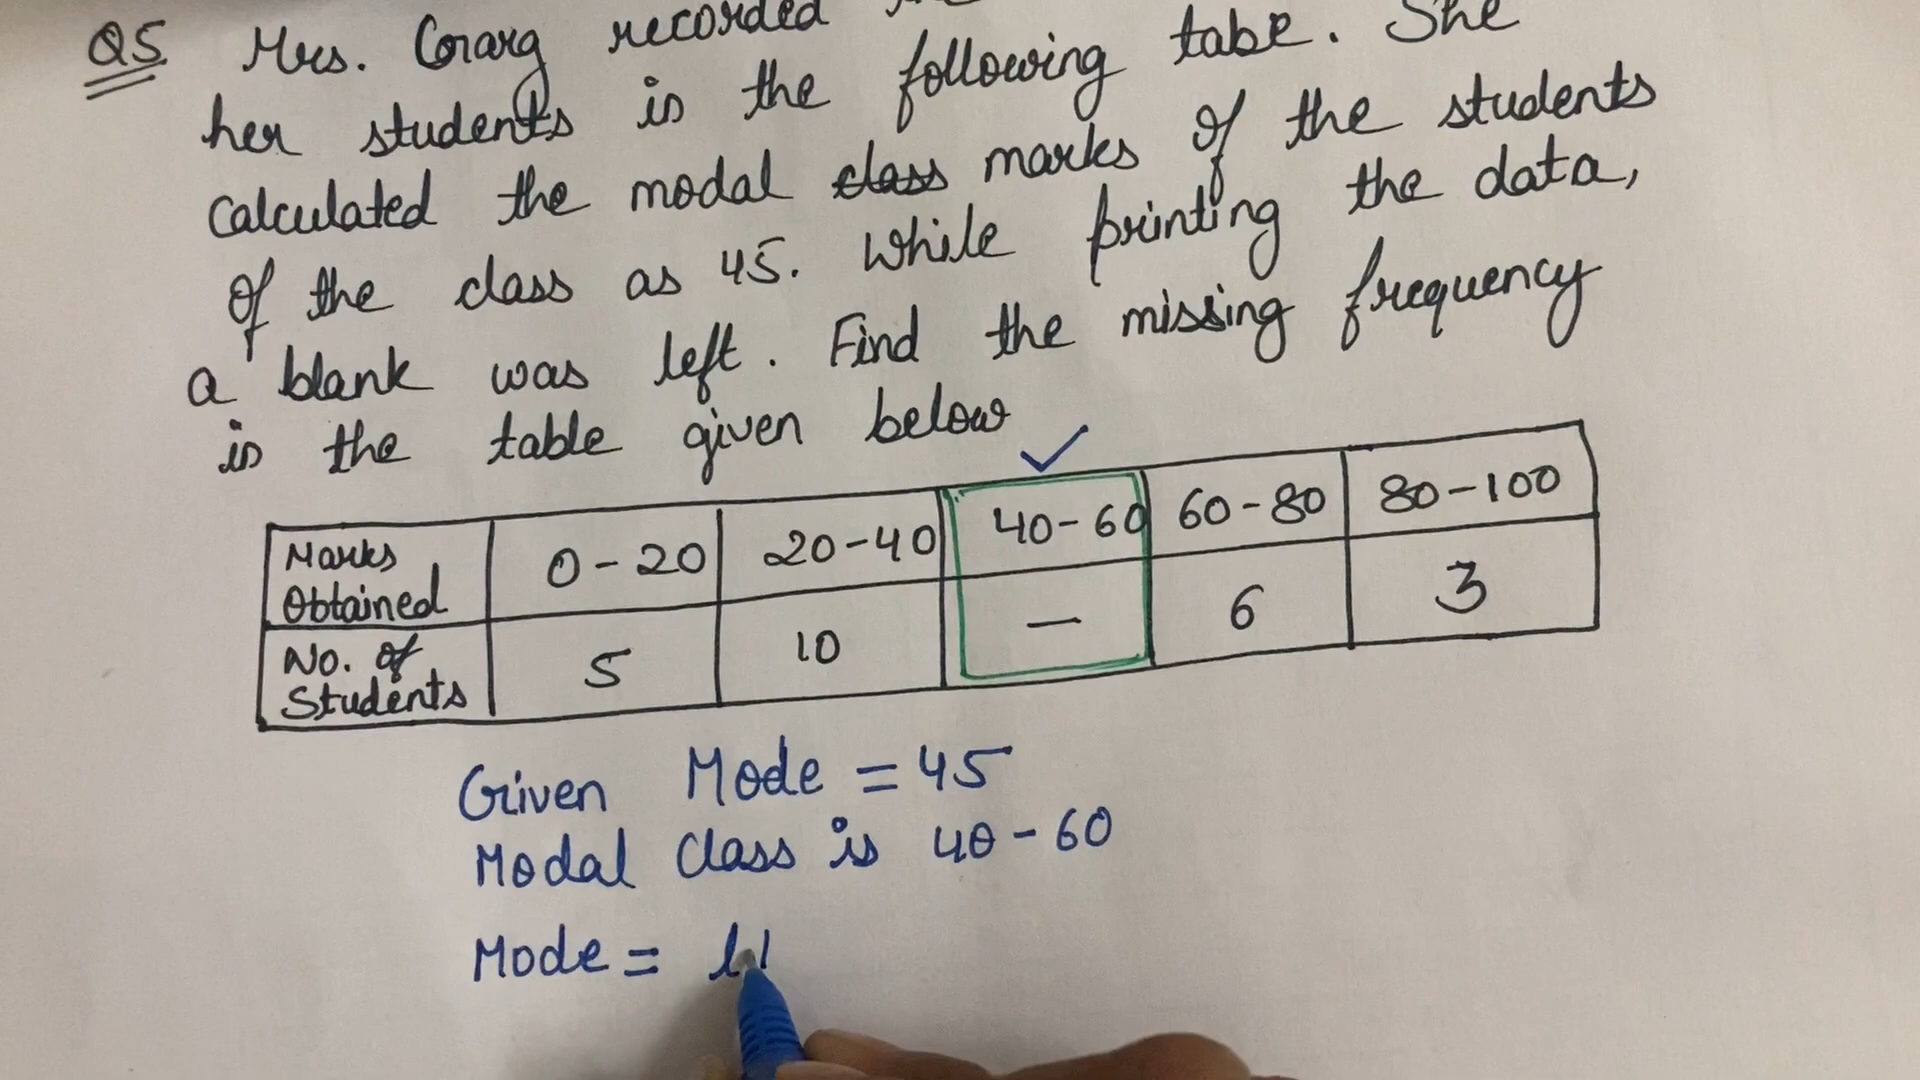 Q5 Mrs. Garg recorded
her students is the following table. She
calculated the modal class marks of the students
of the class as 45. While printing the data,
a blank was left. Find the missing frequency
is the table given below
Marks Obtained 0-20 20-40 40-60 60-80 80-100
No. of Students 5 10 — 6 3
Given Mode = 45
Modal Class is 40-60
Mode = l